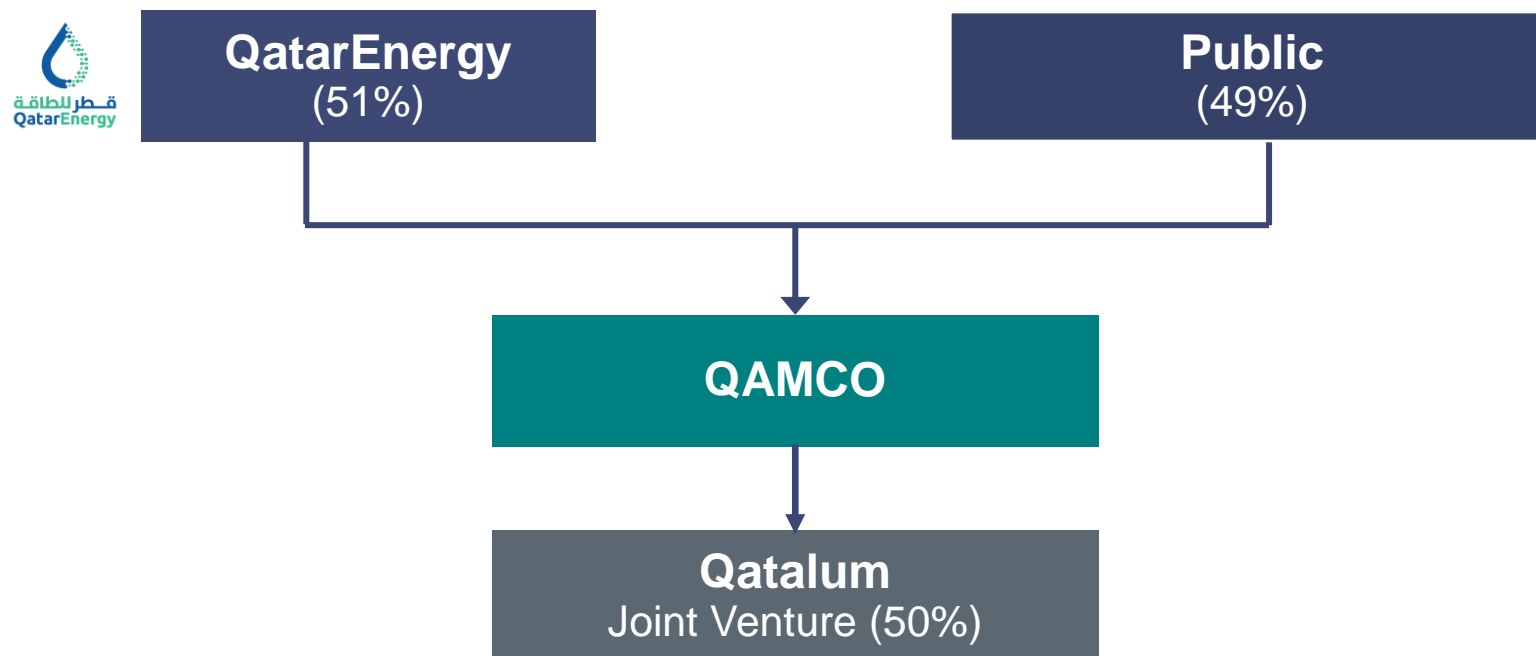 قطر للطاقة
QatarEnergy
QatarEnergy
(51%)
Public
(49%)
QAMCO
Qatalum
Joint Venture (50%)